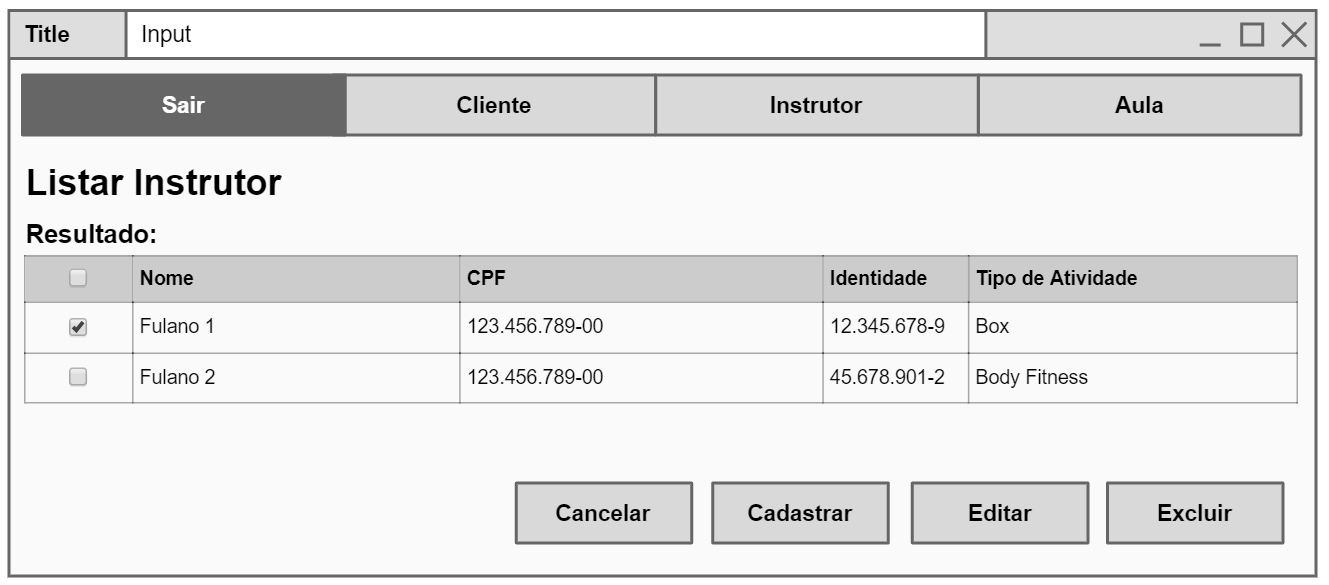 Title Input
Sair Cliente Instrutor Aula
Listar Instrutor
Resultado:
Nome CPF Identidade Tipo de Atividade
Fulano 1 123.456.789-00 12.345.678-9 Box
Fulano 2 123.456.789-00 45.678.901-2 Body Fitness
Cancelar Cadastrar Editar Excluir